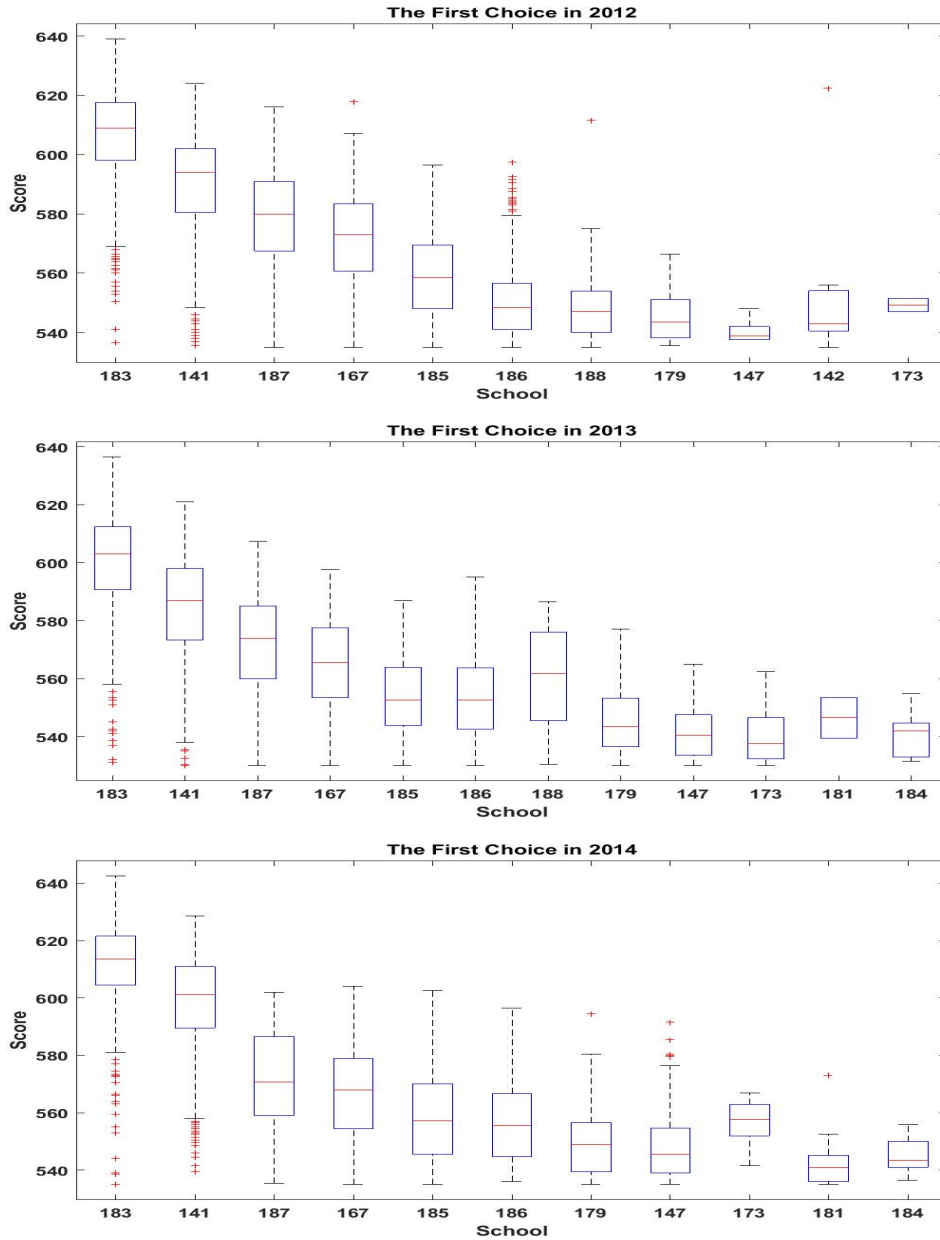 The First Choice in 2012
640
620
600
580
560
540
Score
183 141 187 167 185 186 188 179 147 142 173
School
The First Choice in 2013
640
620
600
580
560
540
Score
183 141 187 167 185 186 188 179 147 173 181 184
School
The First Choice in 2014
640
620
600
580
560
540
Score
183 141 187 167 185 186 179 147 173 181 184
School